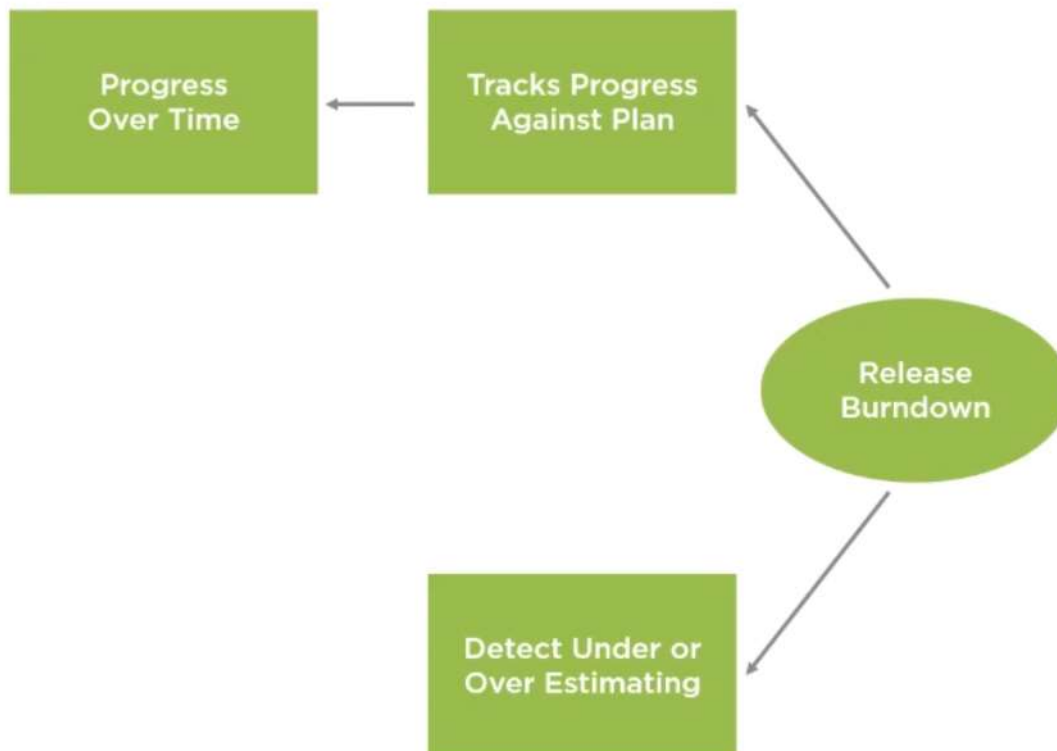 Progress
Over Time
Tracks Progress
Against Plan
Release
Burndown
Detect Under or
Over Estimating